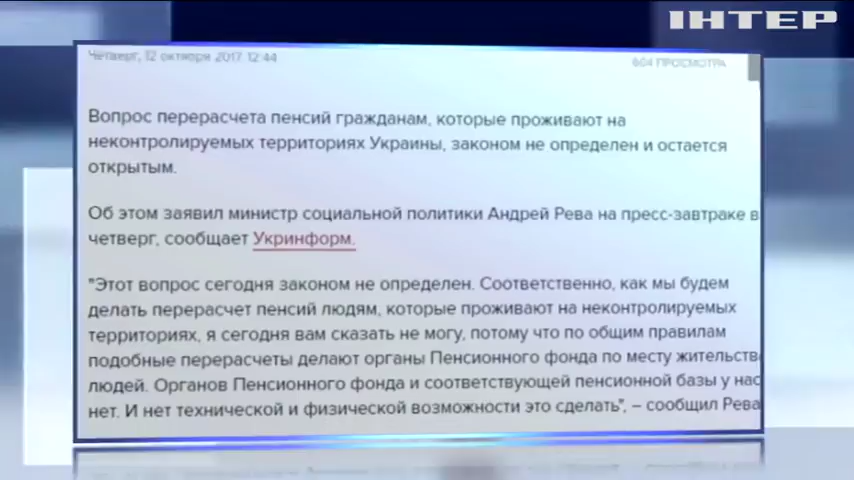 ІНТЕР
Четверг, 12 октября 2017, 12:44
604 ПРОСМОТРА
Вопрос перерасчета пенсий гражданам, которые проживают на
неконтролируемых территориях Украины, законом не определен и остается
открытым.
Об этом заявил министр социальной политики Андрей Рева на пресс-завтраке в
четверг, сообщает Укринформ.
"Этот вопрос сегодня законом не определен. Соответственно, как мы будем
делать перерасчет пенсий людям, которые проживают на неконтролируемых
территориях, я сегодня вам сказать не могу, потому что по общим правилам
подобные перерасчеты делают органы Пенсионного фонда по месту жительств
людей. Органов Пенсионного фонда и соответствующей пенсионной базы у нас
нет. И нет технической и физической возможности это сделать", – сообщил Рева